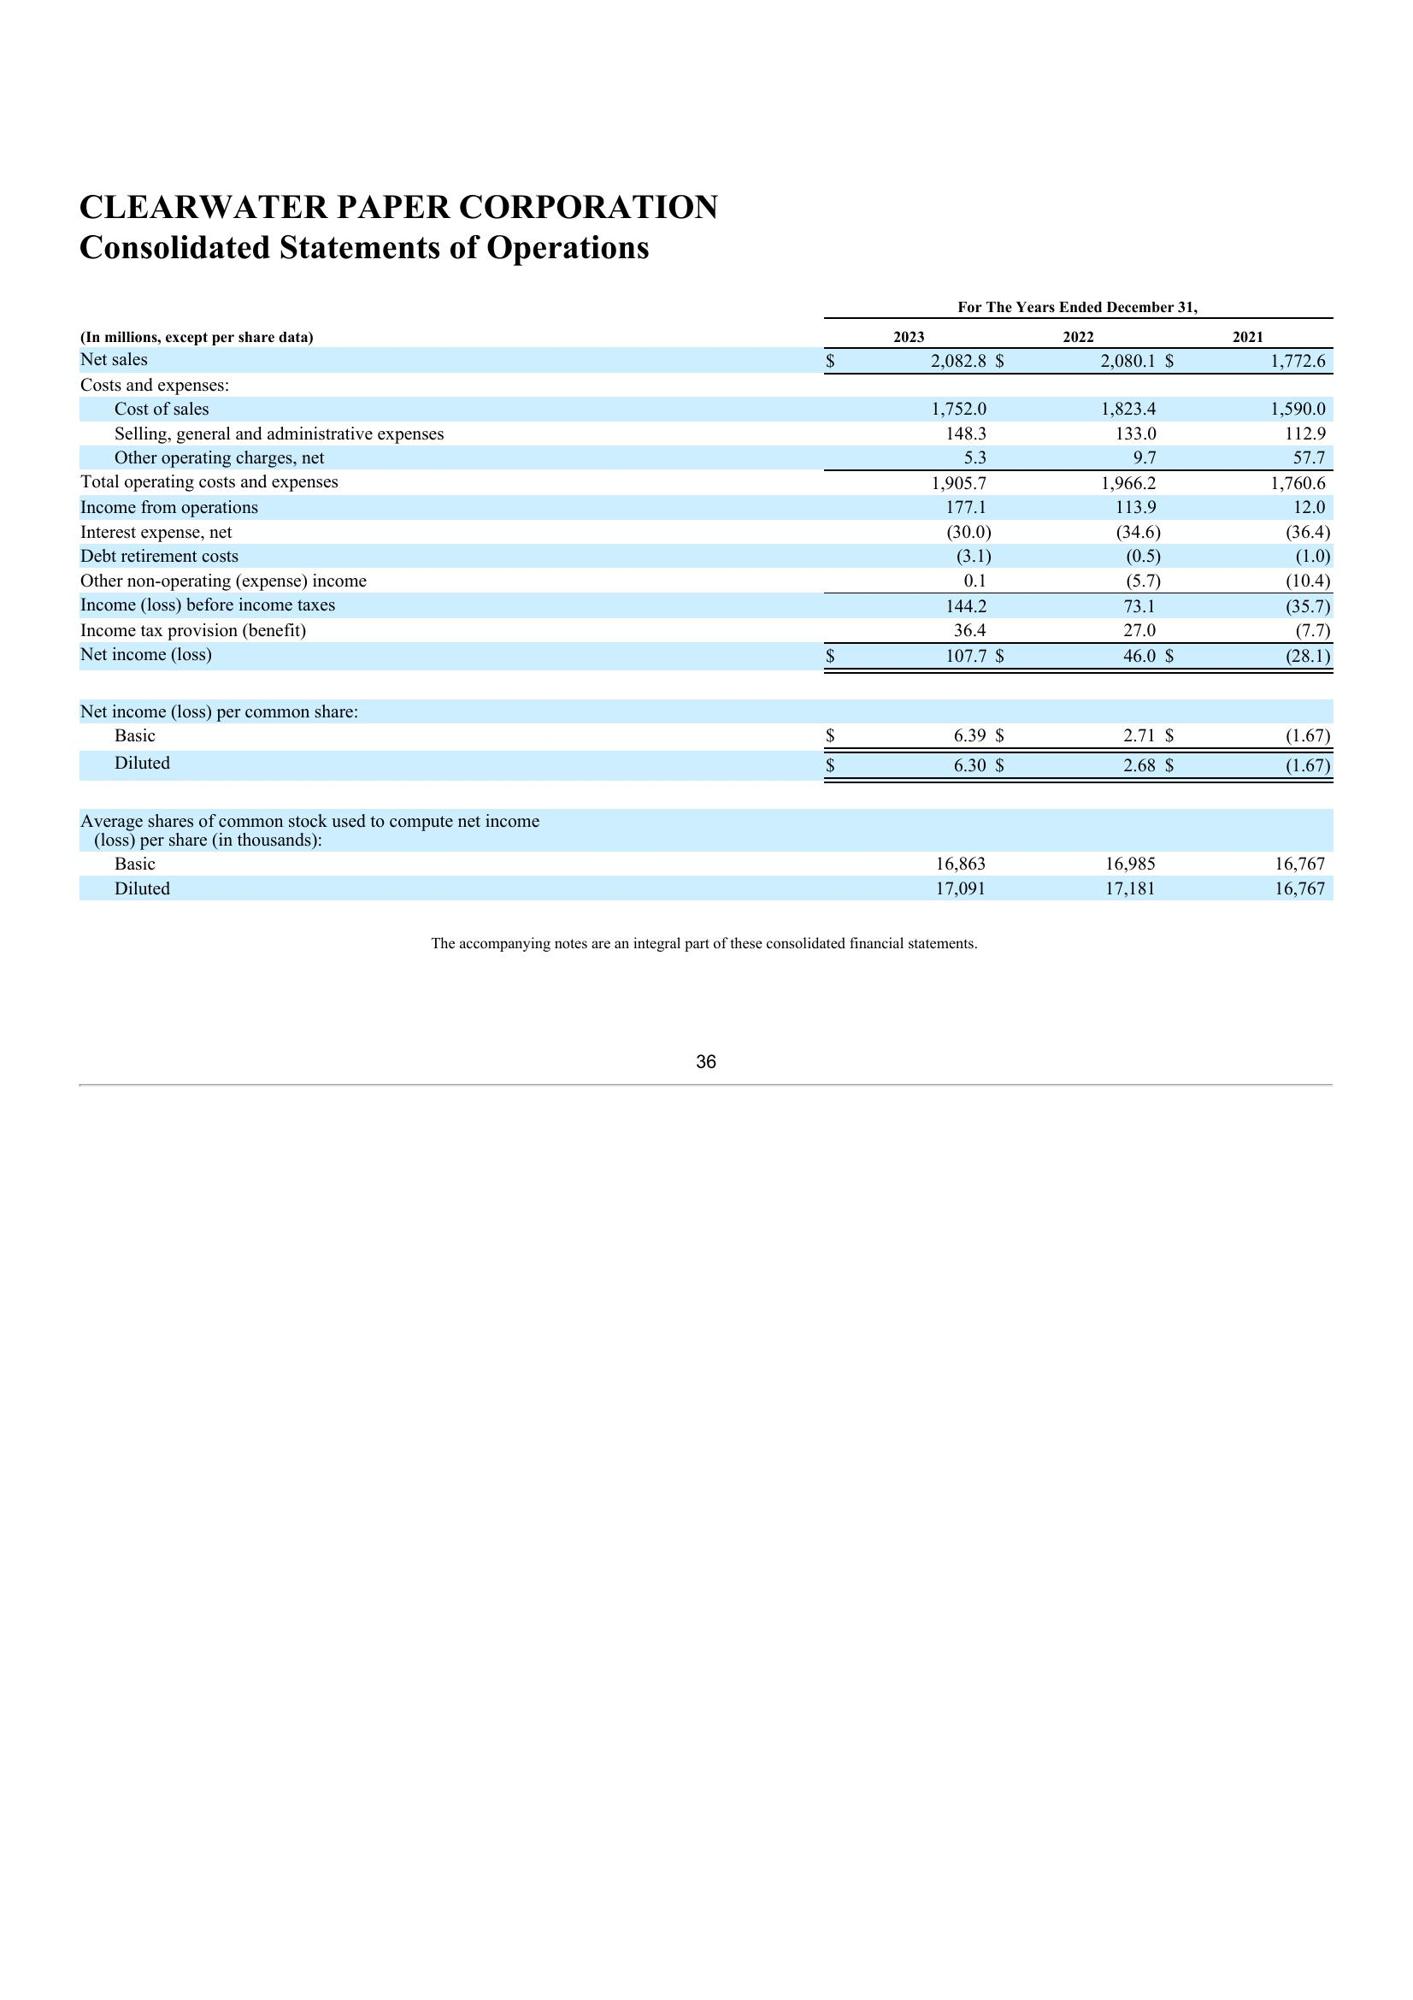 CLEARWATER PAPER CORPORATION
Consolidated Statements of Operations
For The Years Ended December 31,
(In millions, except per share data) 2023 2022 2021
Net sales $ 2,082.8 $ 2,080.1 $ 1,772.6
Costs and expenses:
Cost of sales 1,752.0 1,823.4 1,590.0
Selling, general and administrative expenses 148.3 133.0 112.9
Other operating charges, net 5.3 9.7 57.7
Total operating costs and expenses 1,905.7 1,966.2 1,760.6
Income from operations 177.1 113.9 12.0
Interest expense, net (30.0) (34.6) (36.4)
Debt retirement costs (3.1) (0.5) (1.0)
Other non-operating (expense) income 0.1 (5.7) (10.4)
Income (loss) before income taxes 144.2 73.1 (35.7)
Income tax provision (benefit) 36.4 27.0 (7.7)
Net income (loss) $ 107.7 $ 46.0 $ (28.1)
Net income (loss) per common share:
Basic $ 6.39 $ 2.71 $ (1.67)
Diluted $ 6.30 $ 2.68 $ (1.67)
Average shares of common stock used to compute net income
(loss) per share (in thousands):
Basic 16,863 16,985 16,767
Diluted 17,091 17,181 16,767
The accompanying notes are an integral part of these consolidated financial statements.
36